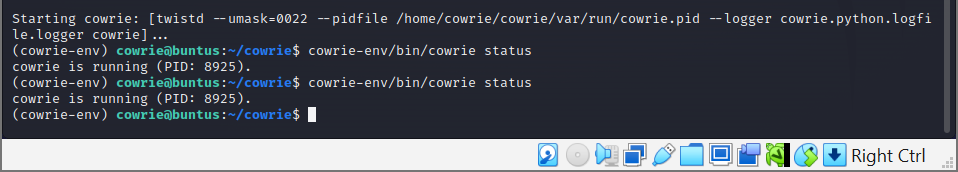 Starting cowrie: [twistd --umask=0022 --pidfile /home/cowrie/cowrie/var/run/cowrie.pid --logger cowrie.python.logfi
le.logger cowrie]...
(cowrie-env) cowrie@buntus:~/cowrie$ cowrie-env/bin/cowrie status
cowrie is running (PID: 8925).
(cowrie-env) cowrie@buntus:~/cowrie$ cowrie-env/bin/cowrie status
cowrie is running (PID: 8925).
(cowrie-env) cowrie@buntus:~/cowrie$
Right Ctrl